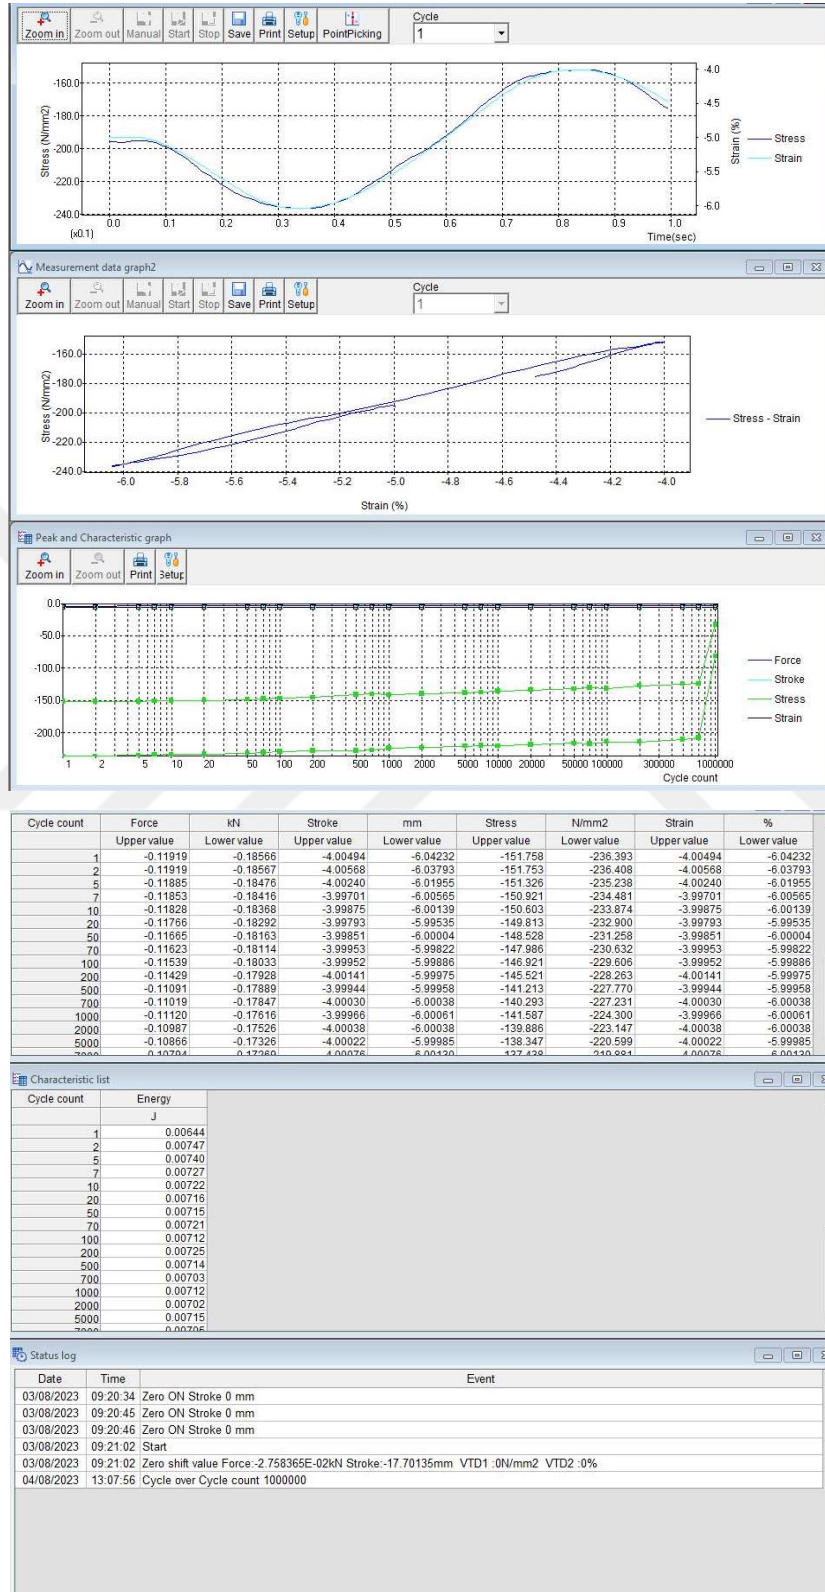 Cycle
Zoom in Zoom out Manual Start Stop Save Print Setup PointPicking 1
Stress (N/mm2)
-160.0
-180.0
-200.0
-220.0
-240.0
(x0.1)
0.0 0.1 0.2 0.3 0.4 0.5 0.6 0.7 0.8 0.9 1.0
Time(sec)
-4.0
-4.5
-5.0
-5.5
-6.0
Strain (%)
Stress
Strain
Measurement data graph2
Cycle
Zoom in Zoom out Manual Start Stop Save Print Setup 1
Stress (N/mm2)
-160.0
-180.0
-200.0
-220.0
-240.0
-6.0 -5.8 -5.6 -5.4 -5.2 -5.0 -4.8 -4.6 -4.4 -4.2 -4.0
Strain (%)
Stress - Strain
Peak and Characteristic graph
Zoom in Zoom out Print Setup
0.0
-50.0
-100.0
-150.0
-200.0
1 2 5 10 20 50 100 200 500 1000 2000 5000 10000 20000 50000 100000 300000 1000000
Cycle count
Force
Stroke
Stress
Strain
Cycle count Force kN Stroke mm Stress N/mm2 Strain %
Upper value Lower value Upper value Lower value Upper value Lower value Upper value Lower value
1 -0.11919 -0.18566 -4.00494 -6.04232 -151.758 -236.393 -4.00494 -6.04232
2 -0.11919 -0.18567 -4.00568 -6.03793 -151.753 -236.408 -4.00568 -6.03793
5 -0.11885 -0.18476 -4.00240 -6.01955 -151.326 -235.238 -4.00240 -6.01955
7 -0.11853 -0.18416 -3.99701 -6.00565 -150.921 -234.481 -3.99701 -6.00565
10 -0.11828 -0.18368 -3.99875 -6.00139 -150.603 -233.874 -3.99875 -6.00139
20 -0.11766 -0.18292 -3.99793 -5.99535 -149.813 -232.900 -3.99793 -5.99535
50 -0.11665 -0.18163 -3.99851 -6.00004 -148.528 -231.258 -3.99851 -6.00004
70 -0.11623 -0.18114 -3.99953 -5.99822 -147.986 -230.632 -3.99953 -5.99822
100 -0.11539 -0.18033 -3.99952 -5.99886 -146.921 -229.606 -3.99952 -5.99886
200 -0.11429 -0.17928 -4.00141 -5.99975 -145.521 -228.263 -4.00141 -5.99975
500 -0.11091 -0.17889 -3.99944 -5.99958 -141.213 -227.770 -3.99944 -5.99958
700 -0.11019 -0.17847 -4.00030 -6.00038 -140.293 -227.231 -4.00030 -6.00038
1000 -0.11120 -0.17616 -3.99966 -6.00061 -141.587 -224.300 -3.99966 -6.00061
2000 -0.10987 -0.17526 -4.00038 -6.00038 -139.886 -223.147 -4.00038 -6.00038
5000 -0.10866 -0.17326 -4.00022 -5.99985 -138.347 -220.599 -4.00022 -5.99985
Characteristic list
Cycle count Energy
J
1 0.00644
2 0.00747
5 0.00740
7 0.00727
10 0.00722
20 0.00716
50 0.00715
70 0.00721
100 0.00712
200 0.00725
500 0.00714
700 0.00703
1000 0.00712
2000 0.00702
5000 0.00715
Status log
Date Time Event
03/08/2023 09:20:34 Zero ON Stroke 0 mm
03/08/2023 09:20:45 Zero ON Stroke 0 mm
03/08/2023 09:20:46 Zero ON Stroke 0 mm
03/08/2023 09:21:02 Start
03/08/2023 09:21:02 Zero shift value Force:-2.758365E-02kN Stroke:-17.70135mm VTD1 :0N/mm2 VTD2 :0%
04/08/2023 13:07:56 Cycle over Cycle count 1000000